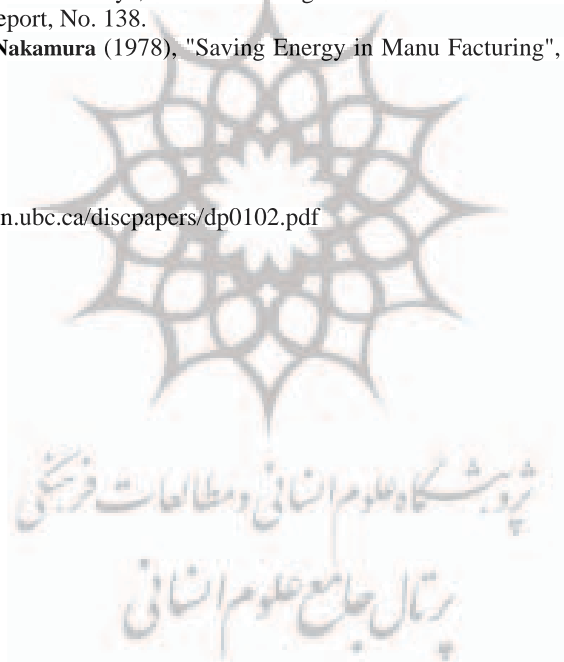 eport, No. 138.
Nakamura (1978), "Saving Energy in Manu Facturing",
n.ubc.ca/discpapers/dp0102.pdf
پژوهشگاه علوم انسانی و مطالعات فرهنگی
پرتال جامع علوم انسانی